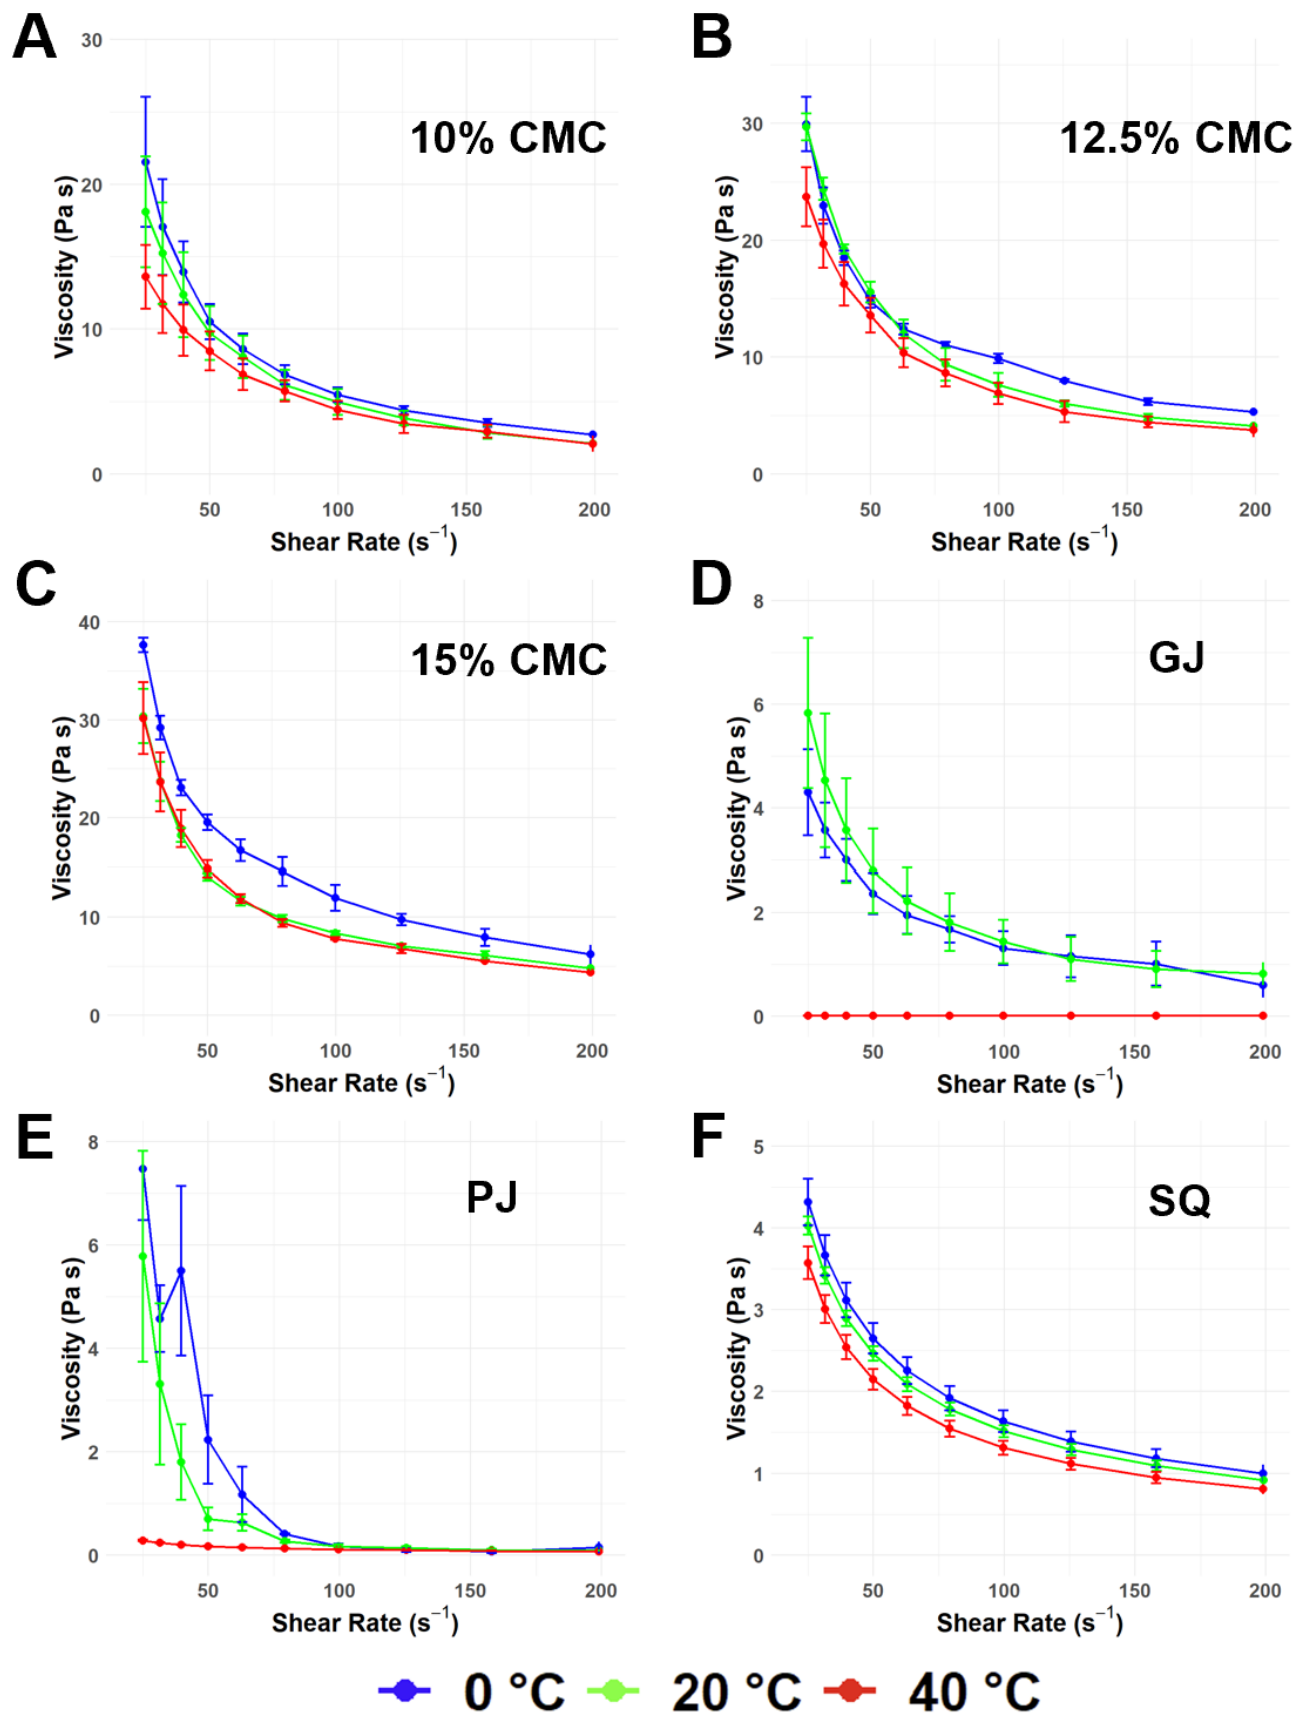 A
B
30
20
10
0
Viscosity (Pa s)
10% CMC
50
100
150
200
Shear Rate (s⁻¹)
30
20
10
0
Viscosity (Pa s)
12.5% CMC
50
100
150
200
Shear Rate (s⁻¹)
C
D
40
30
20
10
0
Viscosity (Pa s)
15% CMC
50
100
150
200
Shear Rate (s⁻¹)
8
6
4
2
0
Viscosity (Pa s)
GJ
50
100
150
200
Shear Rate (s⁻¹)
E
F
8
6
4
2
0
Viscosity (Pa s)
PJ
50
100
150
200
Shear Rate (s⁻¹)
5
4
3
2
1
0
Viscosity (Pa s)
SQ
50
100
150
200
Shear Rate (s⁻¹)
0 °C 20 °C 40 °C